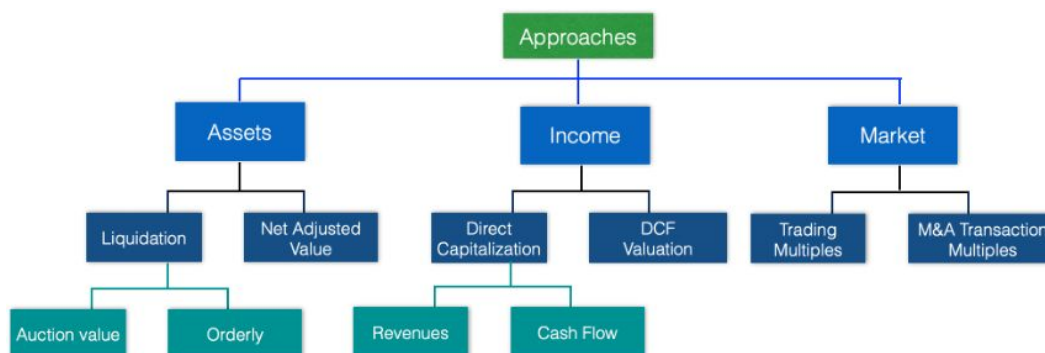 Approaches
Assets
Income
Market
Liquidation
Net Adjusted
Value
Direct
Capitalization
DCF
Valuation
Trading
Multiples
M&A Transaction
Multiples
Auction value
Orderly
Revenues
Cash Flow